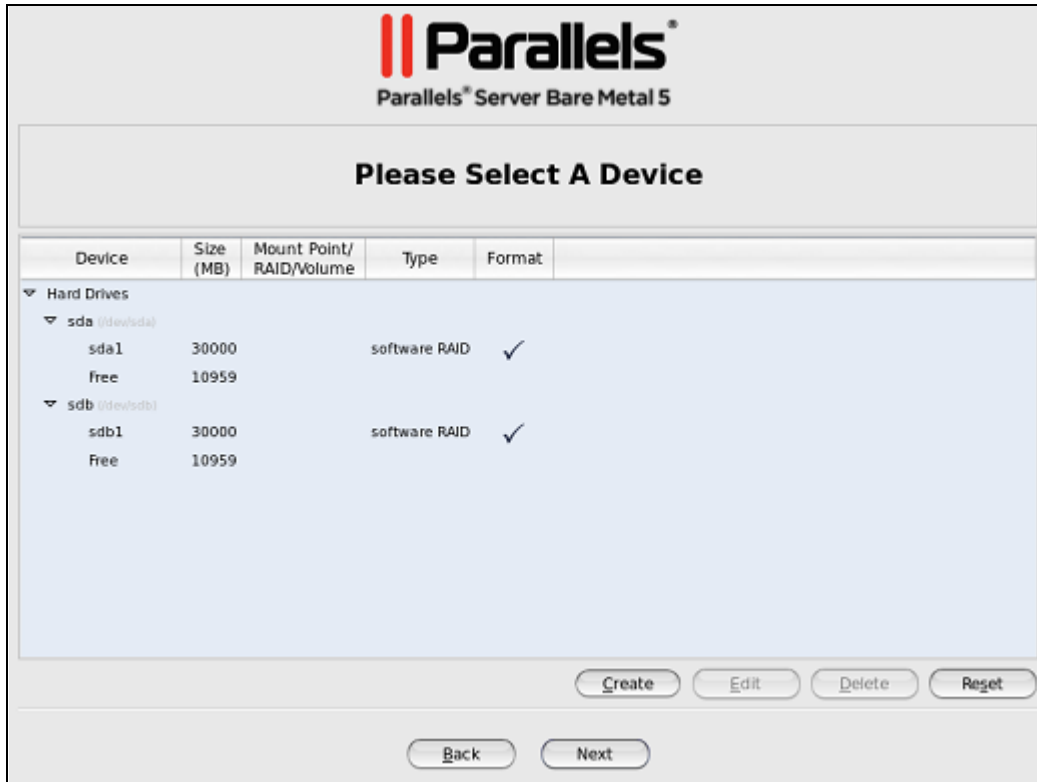 Parallels®
Parallels® Server Bare Metal 5
Please Select A Device
Device Size (MB) Mount Point/ RAID/Volume Type Format
Hard Drives
sda (/dev/sda)
sda1 30000 software RAID ✓
Free 10959
sdb (/dev/sdb)
sdb1 30000 software RAID ✓
Free 10959
Create Edit Delete Reset
Back Next